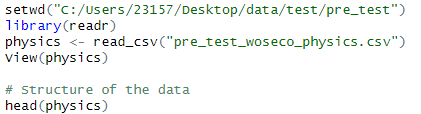 setwd("C:/Users/23157/Desktop/data/test/pre_test")
library(readr)
physics <- read_csv("pre_test_woseco_physics.csv")
View(physics)
# Structure of the data
head(physics)